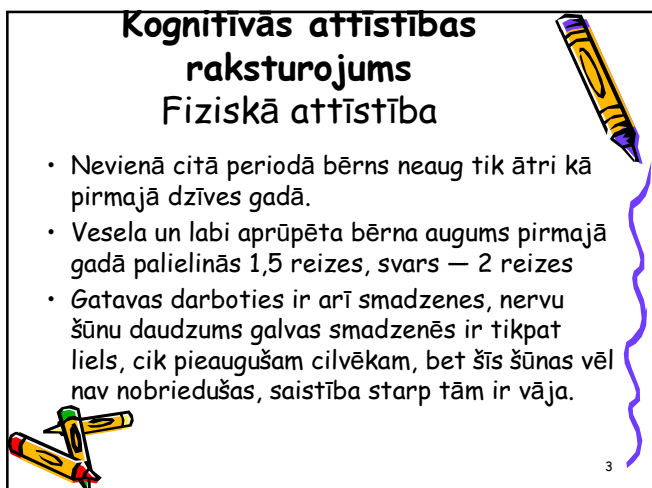 Kognitīvās attīstības
raksturojums
Fiziskā attīstība
• Nevienā citā periodā bērns neaug tik ātri kā
pirmajā dzīves gadā.
• Vesela un labi aprūpēta bērna augums pirmajā
gadā palielinās 1,5 reizes, svars — 2 reizes
• Gatavas darboties ir arī smadzenes, nervu
šūnu daudzums galvas smadzenēs ir tikpat
liels, cik pieaugušam cilvēkam, bet šīs šūnas vēl
nav nobriedušas, saistība starp tām ir vāja.
3